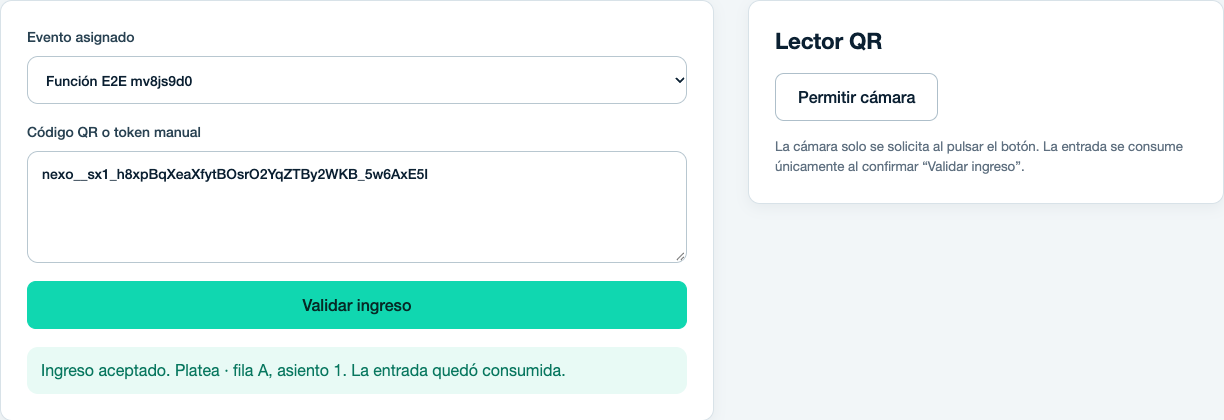 Evento asignado
Función E2E mv8js9d0
Código QR o token manual
nexo__sx1_h8xpBqXeaXfytBOsrO2YqZTBy2WKB_5w6AxE5I
Validar ingreso
Ingreso aceptado. Platea · fila A, asiento 1. La entrada quedó consumida.
Lector QR
Permitir cámara
La cámara solo se solicita al pulsar el botón. La entrada se consume
únicamente al confirmar “Validar ingreso”.